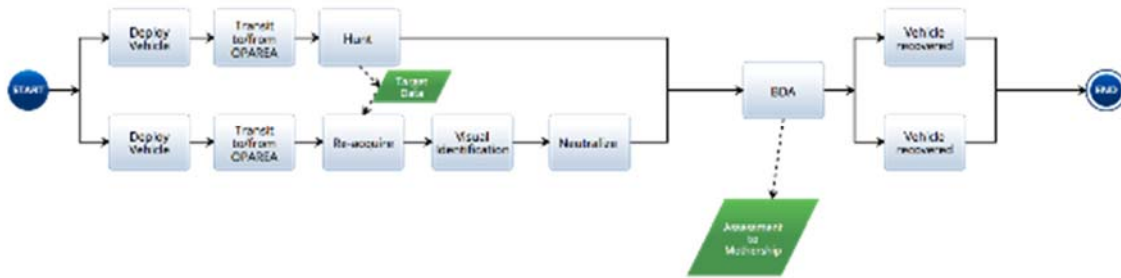 START
Deploy
Vehicle
Transit
to/from
OPAREA
Hunt
Target
Data
Deploy
Vehicle
Transit
to/from
OPAREA
Re-acquire
Visual
Identification
Neutralize
BDA
Assessment
to
Mothership
Vehicle
recovered
Vehicle
recovered
END